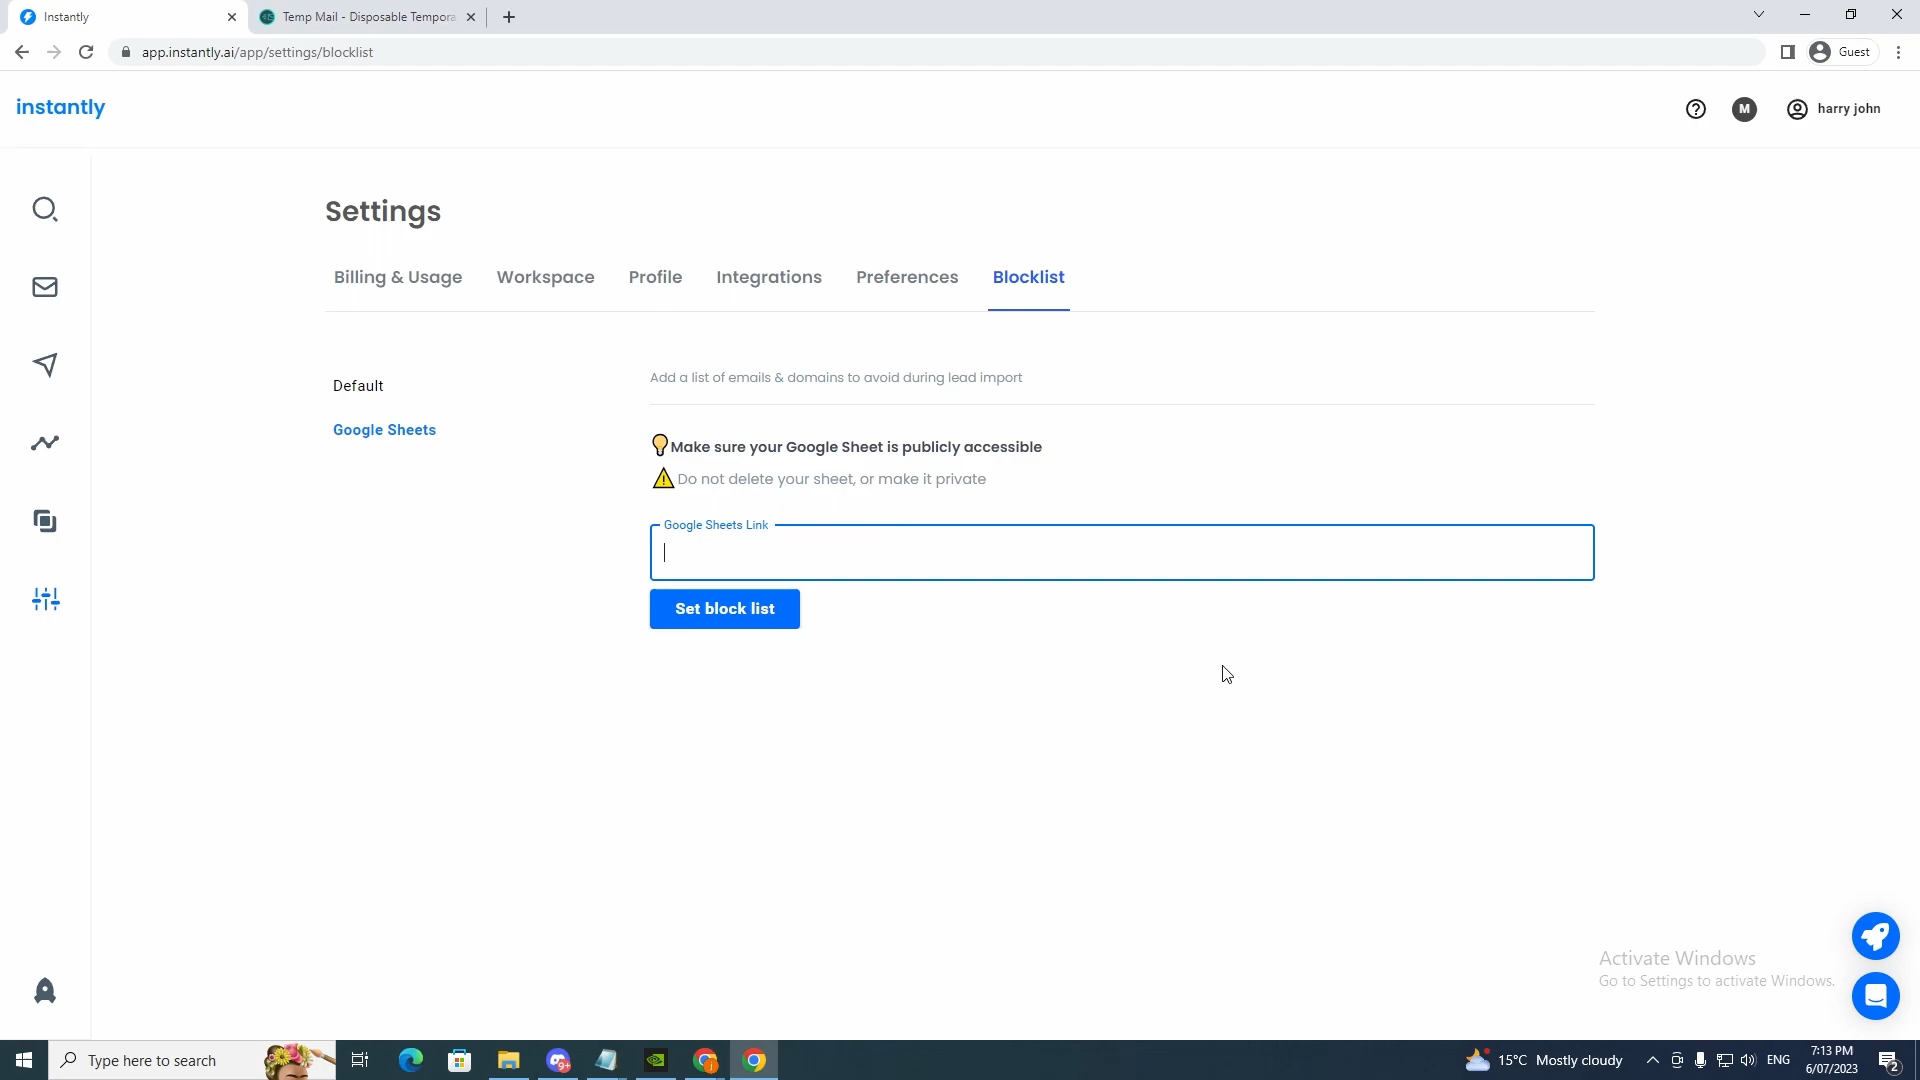 Instantly
Temp Mail - Disposable Tempora
app.instantly.ai/app/settings/blocklist
Guest
instantly
M
harry john
Settings
Billing & Usage
Workspace
Profile
Integrations
Preferences
Blocklist
Default
Google Sheets
Add a list of emails & domains to avoid during lead import
Make sure your Google Sheet is publicly accessible
Do not delete your sheet, or make it private
Google Sheets Link
Set block list
Activate Windows
Go to Settings to activate Windows.
Type here to search
9+
15°C Mostly cloudy
ENG
7:13 PM
6/07/2023
2